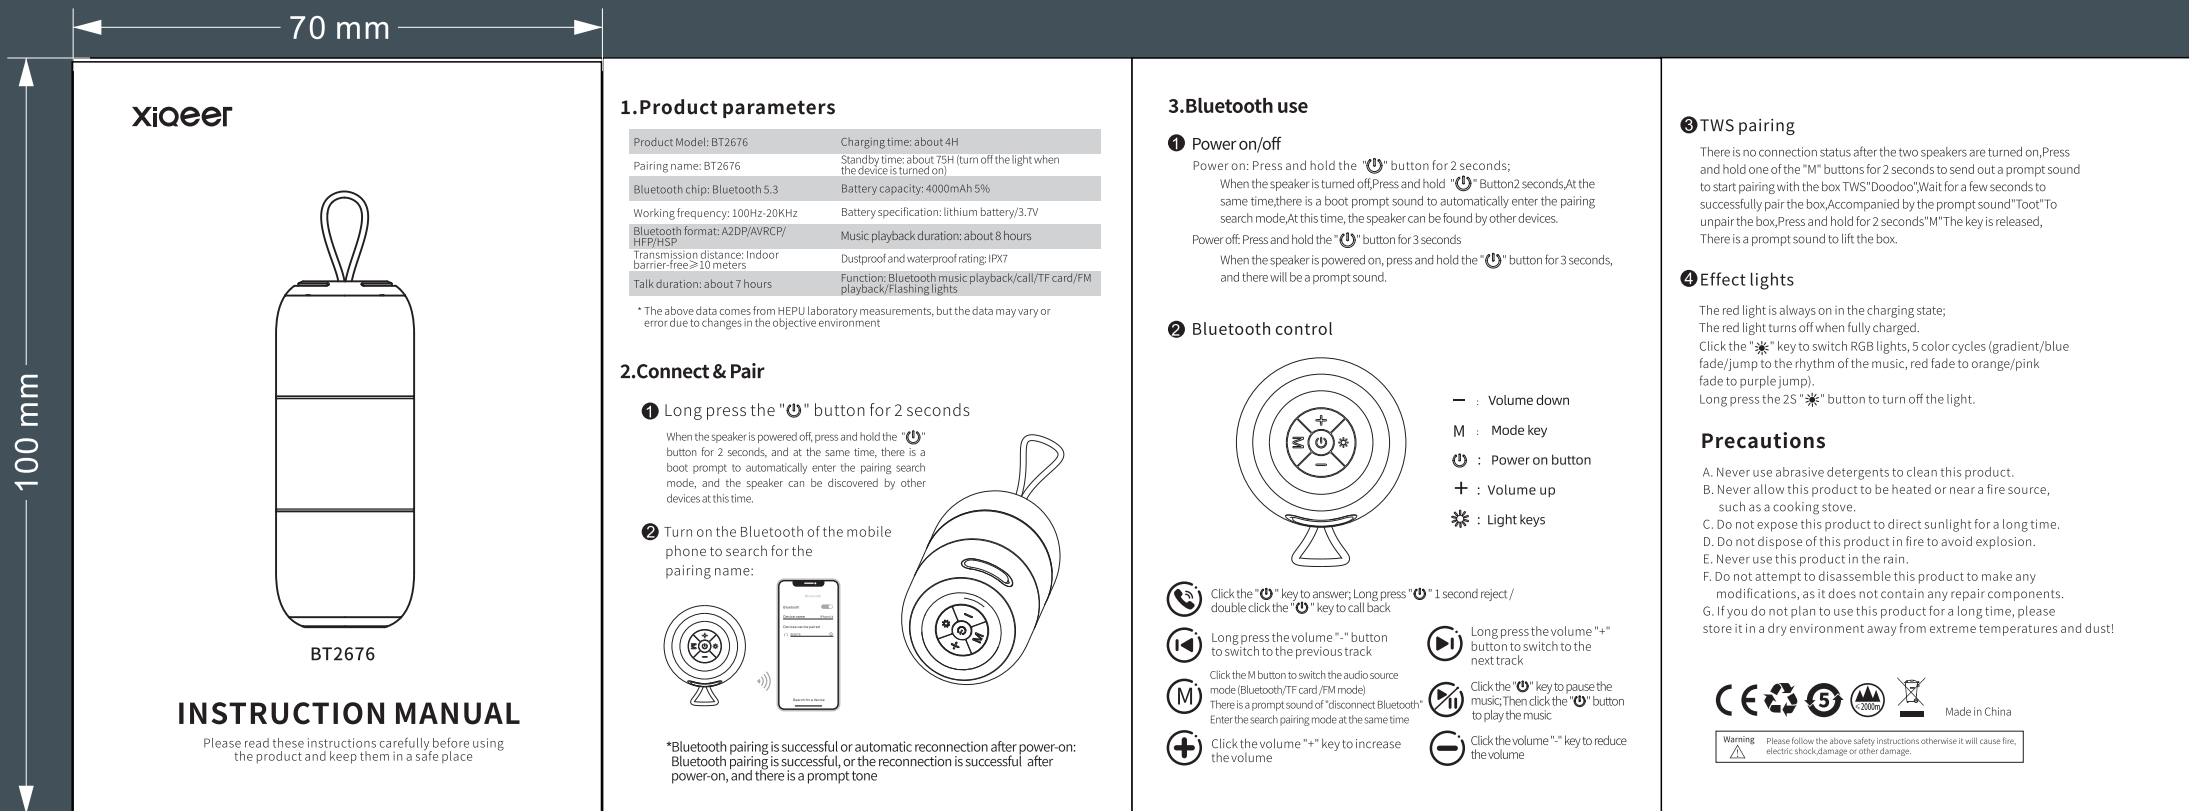 70 mm
100 mm
xiqeer
BT2676
INSTRUCTION MANUAL
Please read these instructions carefully before using
the product and keep them in a safe place
1.Product parameters
Product Model: BT2676
Charging time: about 4H
Pairing name: BT2676
Standby time: about 75H (turn off the light when
the device is turned on)
Bluetooth chip: Bluetooth 5.3
Battery capacity: 4000mAh 5%
Working frequency: 100Hz-20KHz
Battery specification: lithium battery/3.7V
Bluetooth format: A2DP/AVRCP/
HFP/HSP
Music playback duration: about 8 hours
Transmission distance: Indoor
barrier-free≥10 meters
Dustproof and waterproof rating: IPX7
Talk duration: about 7 hours
Function: Bluetooth music playback/call/TF card/FM
playback/Flashing lights
* The above data comes from HEPU laboratory measurements, but the data may vary or
error due to changes in the objective environment
2.Connect & Pair
1 Long press the "⏻" button for 2 seconds
When the speaker is powered off, press and hold the "⏻"
button for 2 seconds, and at the same time, there is a
boot prompt to automatically enter the pairing search
mode, and the speaker can be discovered by other
devices at this time.
2 Turn on the Bluetooth of the mobile
phone to search for the
pairing name:
Bluetooth
Device name
Search for a device
M
M
*Bluetooth pairing is successful or automatic reconnection after power-on:
Bluetooth pairing is successful, or the reconnection is successful after
power-on, and there is a prompt tone
3.Bluetooth use
1 Power on/off
Power on: Press and hold the "⏻" button for 2 seconds;
When the speaker is turned off,Press and hold "⏻" Button2 seconds,At the
same time,there is a boot prompt sound to automatically enter the pairing
search mode,At this time, the speaker can be found by other devices.
Power off: Press and hold the "⏻" button for 3 seconds
When the speaker is powered on, press and hold the "⏻" button for 3 seconds,
and there will be a prompt sound.
2 Bluetooth control
M
− : Volume down
M : Mode key
⏻ : Power on button
+ : Volume up
☀ : Light keys
Click the "⏻" key to answer; Long press "⏻" 1 second reject /
double click the "⏻" key to call back
Long press the volume "-" button
to switch to the previous track
Long press the volume "+"
button to switch to the
next track
M
Click the M button to switch the audio source
mode (Bluetooth/TF card /FM mode)
There is a prompt sound of "disconnect Bluetooth"
Enter the search pairing mode at the same time
Click the "⏻" key to pause the
music;Then click the "⏻" button
to play the music
Click the volume "+" key to increase
the volume
Click the volume "-" key to reduce
the volume
3 TWS pairing
There is no connection status after the two speakers are turned on,Press
and hold one of the "M" buttons for 2 seconds to send out a prompt sound
to start pairing with the box TWS"Doodoo",Wait for a few seconds to
successfully pair the box,Accompanied by the prompt sound"Toot"To
unpair the box,Press and hold for 2 seconds"M"The key is released,
There is a prompt sound to lift the box.
4 Effect lights
The red light is always on in the charging state;
The red light turns off when fully charged.
Click the "☀" key to switch RGB lights, 5 color cycles (gradient/blue
fade/jump to the rhythm of the music, red fade to orange/pink
fade to purple jump).
Long press the 2S "☀" button to turn off the light.
Precautions
A. Never use abrasive detergents to clean this product.
B. Never allow this product to be heated or near a fire source,
such as a cooking stove.
C. Do not expose this product to direct sunlight for a long time.
D. Do not dispose of this product in fire to avoid explosion.
E. Never use this product in the rain.
F. Do not attempt to disassemble this product to make any
modifications, as it does not contain any repair components.
G. If you do not plan to use this product for a long time, please
store it in a dry environment away from extreme temperatures and dust!
CE
5
≤2000m
Made in China
Warning
Please follow the above safety instructions otherwise it will cause fire,
electric shock,damage or other damage.